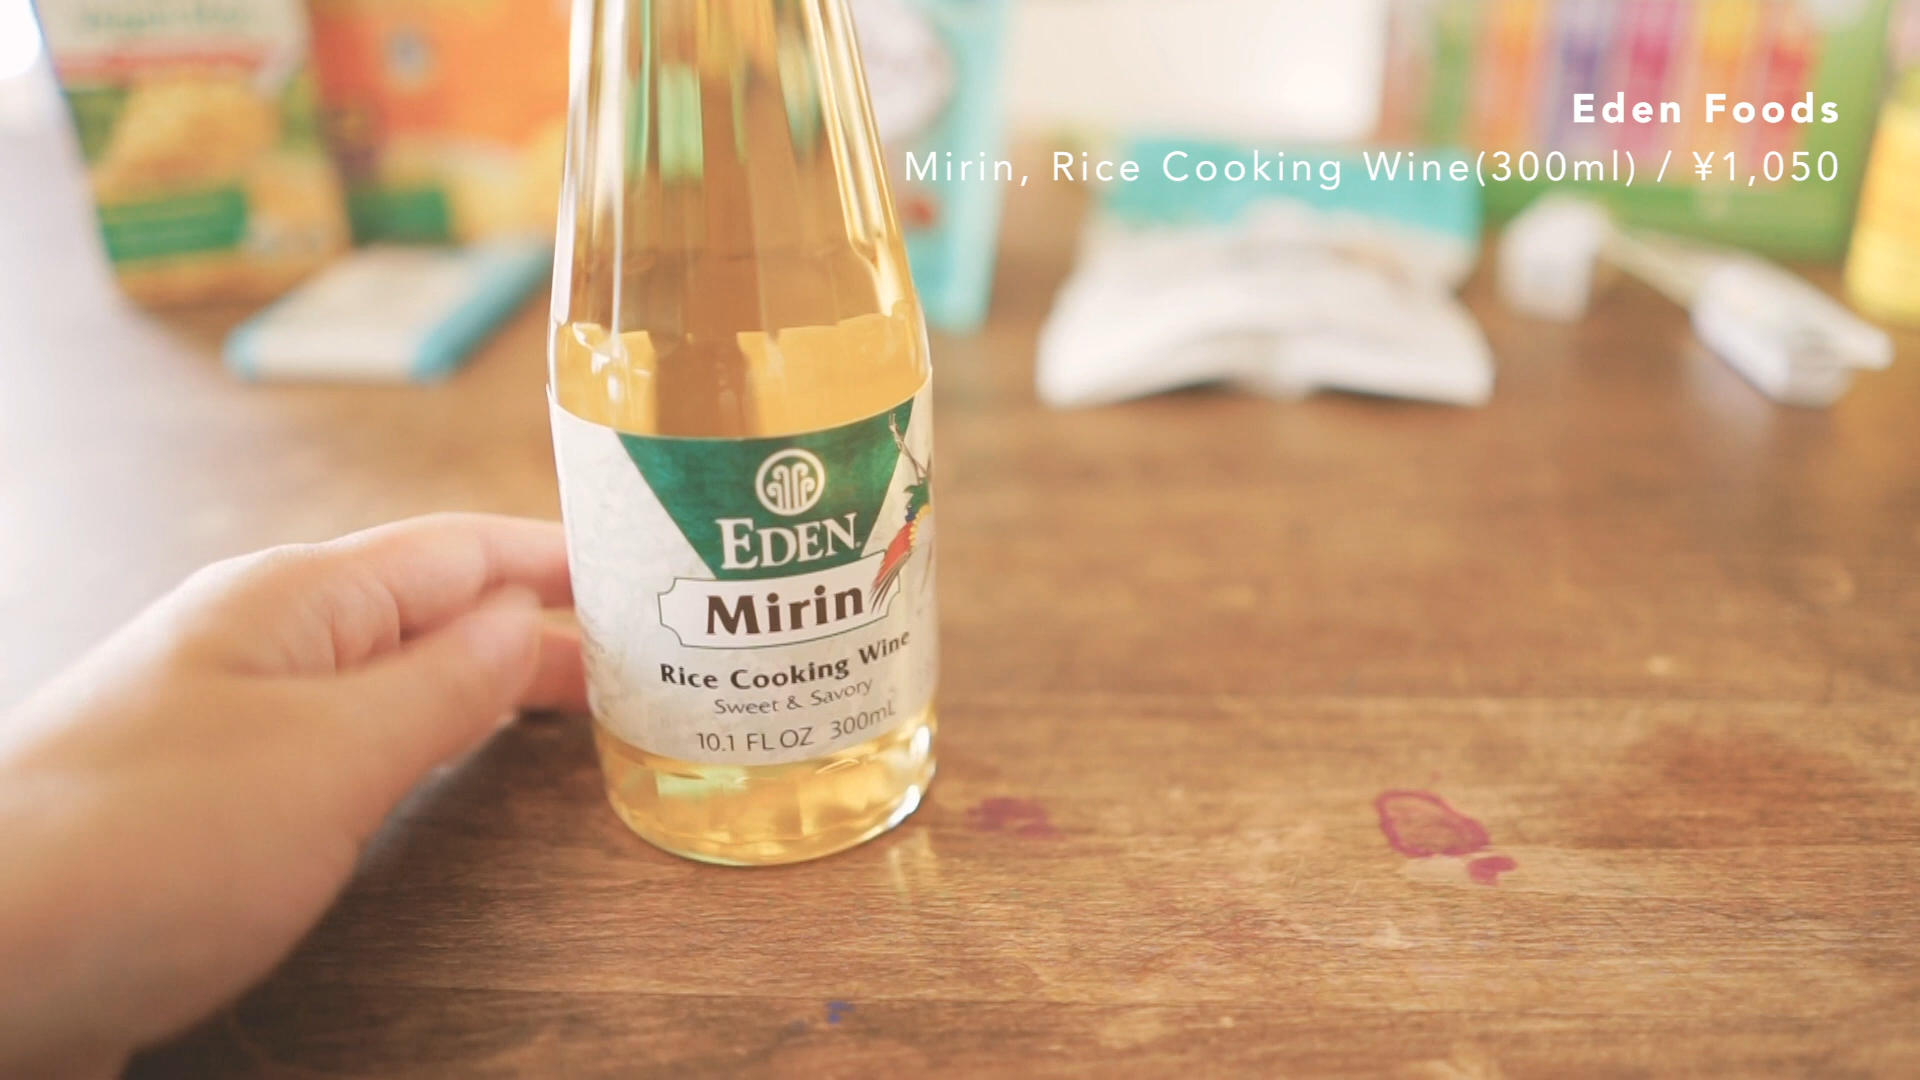 Eden Foods
Mirin, Rice Cooking Wine(300ml) / ¥1,050
EDEN
Mirin
Rice Cooking Wine
Sweet & Savory
10.1 FL OZ 300mL